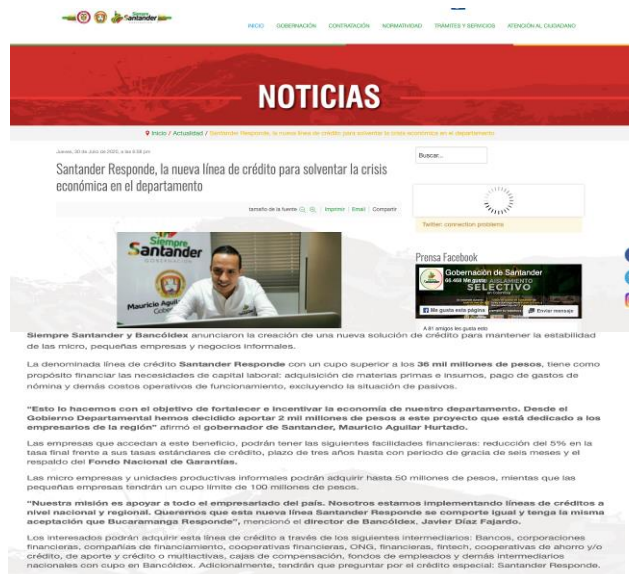 Siempre
Santander
INICIO GOBERNACIÓN CONTRATACIÓN NORMATIVIDAD TRÁMITES Y SERVICIOS ATENCIÓN AL CIUDADANO
NOTICIAS
Inicio / Actualidad / Santander Responde, la nueva línea de crédito para solventar la crisis económica en el departamento
Jueves, 30 de Julio de 2020, a las
Buscar...
Santander Responde, la nueva línea de crédito para solventar la crisis
económica en el departamento
tamaño de la fuente Imprimir Email Compartir
Twitter: connection problems
Siempre
Santander
GOBERNACIÓN
Mauricio
Prensa Facebook
Gobernación de Santander
Me gusta
AISLAMIENTO
SELECTIVO
Me gusta esta página Enviar mensaje
A 81 amigos les gusta esto
Siempre Santander y Bancóldex anunciaron la creación de una nueva solución de crédito para mantener la estabilidad
de las micro, pequeñas empresas y negocios informales.
La denominada línea de crédito Santander Responde con un cupo superior a los 36 mil millones de pesos, tiene como
propósito financiar las necesidades de capital laboral: adquisición de materias primas e insumos, pago de gastos de
nómina y demás costos operativos de funcionamiento, excluyendo la situación de pasivos.
"Esto lo hacemos con el objetivo de fortalecer e incentivar la economía de nuestro departamento. Desde el
Gobierno Departamental hemos decidido aportar 2 mil millones de pesos a este proyecto que está dedicado a los
empresarios de la región" afirmó el gobernador de Santander, Mauricio Aguilar Hurtado.
Las empresas que accedan a este beneficio, podrán tener las siguientes facilidades financieras: reducción del 5% en la
tasa final frente a sus tasas estándares de crédito, plazo de tres años hasta con periodo de gracia de seis meses y el
respaldo del Fondo Nacional de Garantías.
Las micro empresas y unidades productivas informales podrán adquirir hasta 50 millones de pesos, mientas que las
pequeñas empresas tendrán un cupo límite de 100 millones de pesos.
"Nuestra misión es apoyar a todo el empresariado del país. Nosotros estamos implementando líneas de créditos a
nivel nacional y regional. Queremos que esta nueva línea Santander Responde se comporte igual y tenga la misma
aceptación que Bucaramanga Responde", mencionó el director de Bancóldex, Javier Díaz Fajardo.
Los interesados podrán adquirir esta línea de crédito a través de los siguientes intermediarios: Bancos, corporaciones
financieras, compañías de financiamiento, cooperativas financieras, ONG, financieras, fintech, cooperativas de ahorro y/o
crédito, de aporte y crédito o multiactivas, cajas de compensación, fondos de empleados y demás intermediarios
nacionales con cupo en Bancóldex. Adicionalmente, tendrán que preguntar por el crédito especial: Santander Responde.